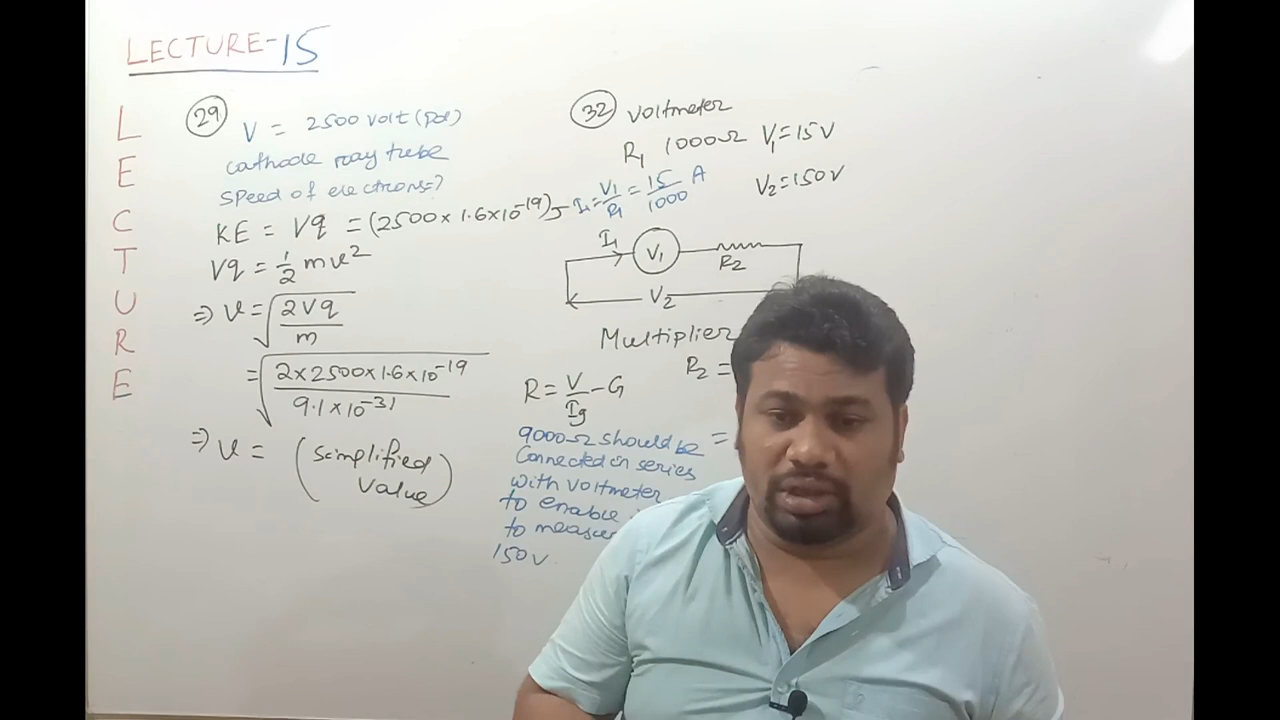 LECTURE-15
LECTURE
29
V = 2500 volt (pd)
cathode ray tube
speed of electrons=?
KE = Vq = (2500×1.6×10⁻¹⁹)J
Vq = 1/2 mv²
⇒ v = √(2Vq/m)
= √(2×2500×1.6×10⁻¹⁹/9.1×10⁻³¹)
⇒ v = (simplified
value)
32 voltmeter
R₁ 1000Ω V₁=15V
V₂=150V
I₁=V₁/R₁=15/1000 A
I₁ V₁ R₂
V₂
Multiplier
R₂ =
R = V/Ig - G
=
9000Ω should be
Connected in series
with voltmeter
to enable
to measure
150V